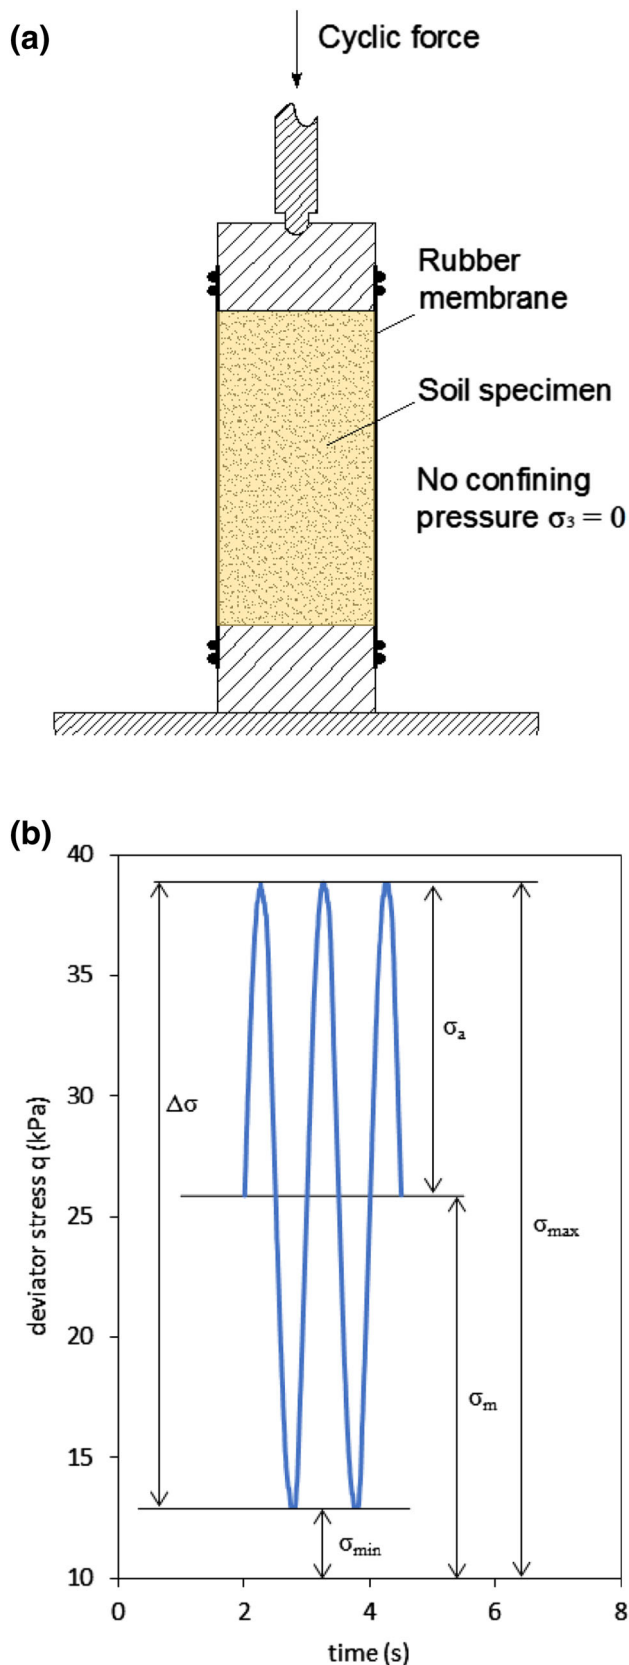 (a)
Cyclic force
Rubber
membrane
Soil specimen
No confining
pressure σ₃ = 0
(b)
deviator stress q (kPa)
40
35
30
25
20
15
10
Δσ
σa
σmax
σm
σmin
0
2
4
6
8
time (s)